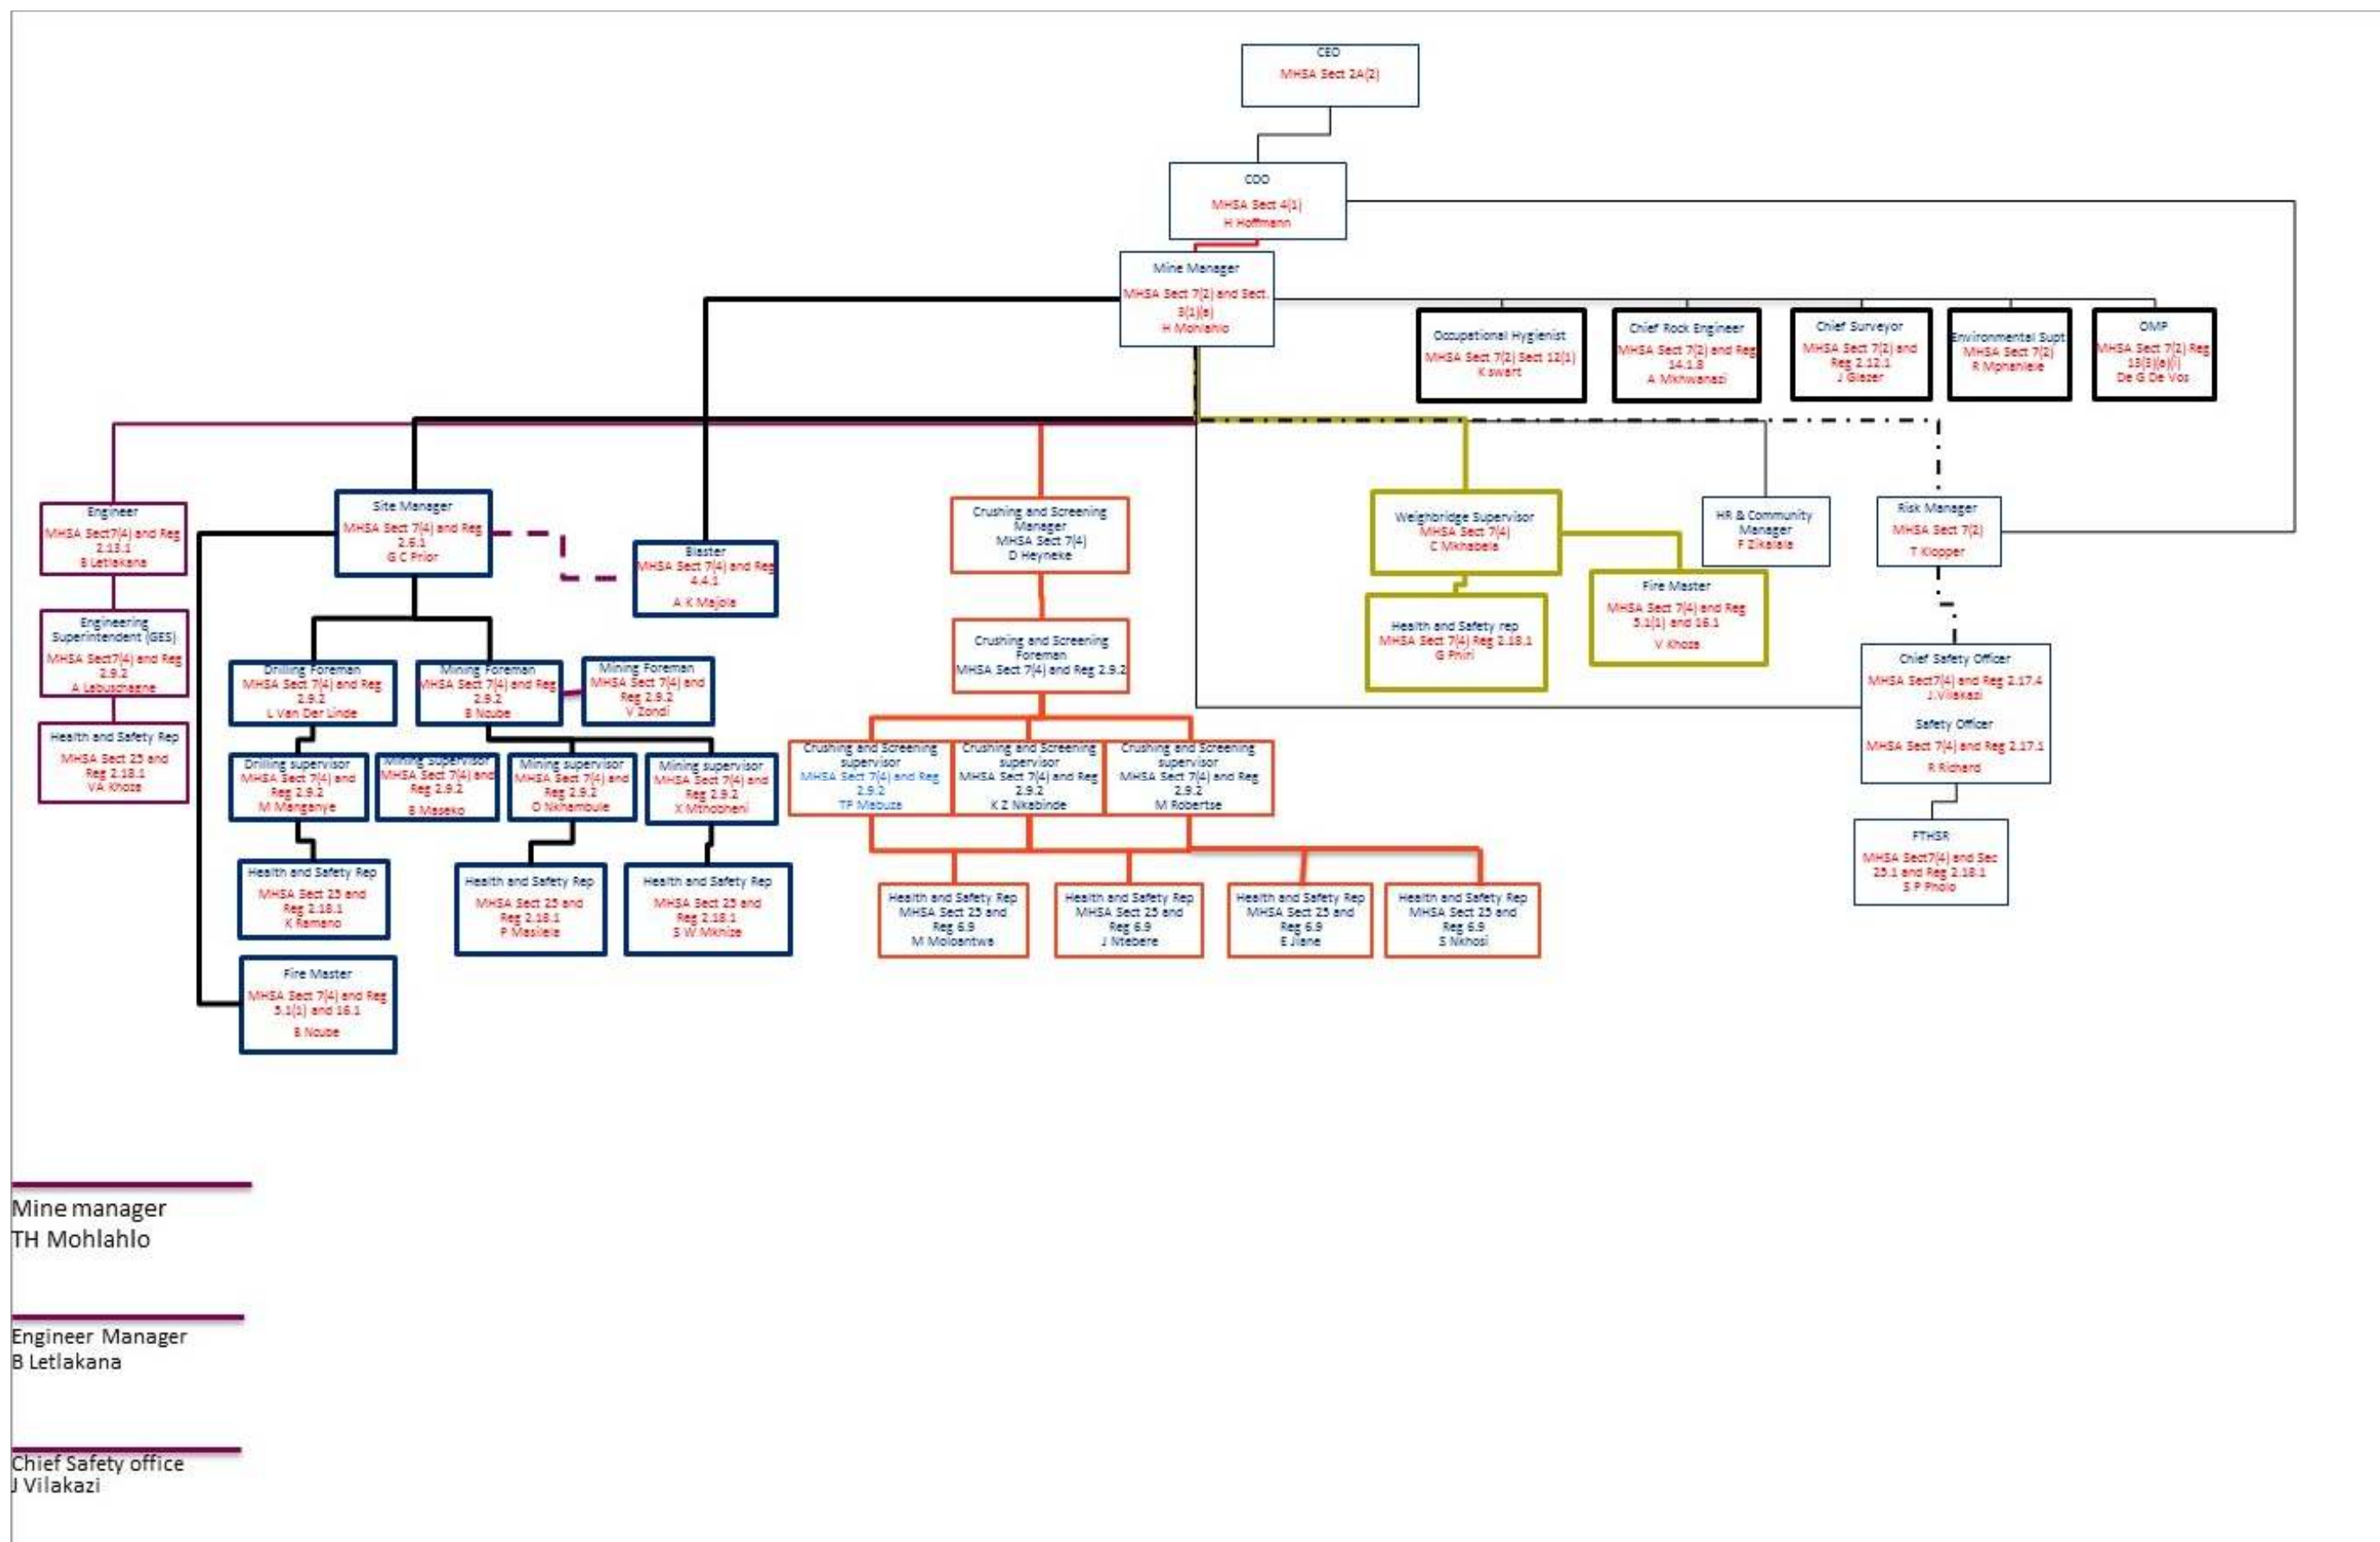 CEO
MHSA Sect 2A(2)
COO
MHSA Sect 4(1)
H Hoffmann
Mine Manager
MHSA Sect 7(2) and Sect.
3(1)(a)
H Mohlahlo
Occupational Hygienist
MHSA Sect 7(2) Sect 12(1)
K swart
Chief Rock Engineer
MHSA Sect 7(2) and Reg
14.1.8
A Mkhwanazi
Chief Surveyor
MHSA Sect 7(2) and
Reg 2.12.1
J Glazer
Environmental Supt
MHSA Sect 7(2)
R Mphahlele
OMP
MHSA Sect 7(2) Reg
13(3)(a)(i)
De G De Vos
Engineer
MHSA Sect7(4) and Reg
2.13.1
B Letlakana
Site Manager
MHSA Sect 7(4) and Reg
2.6.1
G C Prior
Blaster
MHSA Sect 7(4) and Reg
4.4.1
A K Majola
Crushing and Screening
Manager
MHSA Sect 7(4)
D Heyneke
Weighbridge Supervisor
MHSA Sect 7(4)
C Mkhabela
HR & Community
Manager
F Zikalala
Risk Manager
MHSA Sect 7(2)
T Klopper
Engineering
Superintendent (GES)
MHSA Sect7(4) and Reg
2.9.2
A Labuschagne
Crushing and Screening
Foreman
MHSA Sect 7(4) and Reg 2.9.2
Health and Safety rep
MHSA Sect 7(4) Reg 2.18.1
G Phiri
Fire Master
MHSA Sect 7(4) and Reg
5.1(1) and 16.1
V Khoza
Chief Safety Officer
MHSA Sect7(4) and Reg 2.17.4
J.Vilakazi
Safety Officer
MHSA Sect 7(4) and Reg 2.17.1
R Richard
Drilling Foreman
MHSA Sect 7(4) and Reg
2.9.2
L Van Der Linde
Mining Foreman
MHSA Sect 7(4) and Reg
2.9.2
B Ncube
Mining Foreman
MHSA Sect 7(4) and
Reg 2.9.2
V Zondi
Health and Safety Rep
MHSA Sect 25 and
Reg 2.18.1
VA Khoza
Drilling supervisor
MHSA Sect 7(4) and
Reg 2.9.2
M Manganye
Mining Supervisor
MHSA Sect 7(4) and
Reg 2.9.2
B Maseko
Mining supervisor
MHSA Sect 7(4) and
Reg 2.9.2
O Nkhambule
Mining supervisor
MHSA Sect 7(4) and
Reg 2.9.2
X Mthobheni
Crushing and Screening
supervisor
MHSA Sect 7(4) and Reg
2.9.2
TP Mabuza
Crushing and Screening
supervisor
MHSA Sect 7(4) and Reg
2.9.2
K Z Nkabinde
Crushing and Screening
supervisor
MHSA Sect 7(4) and Reg
2.9.2
M Robertse
FTHSR
MHSA Sect7(4) and Sec
25.1 and Reg 2.18.1
S P Pholo
Health and Safety Rep
MHSA Sect 25 and
Reg 2.18.1
K Ramano
Health and Safety Rep
MHSA Sect 25 and
Reg 2.18.1
P Masilela
Health and Safety Rep
MHSA Sect 25 and
Reg 2.18.1
S W Mkhize
Health and Safety Rep
MHSA Sect 25 and
Reg 6.9
M Moloantwa
Health and Safety Rep
MHSA Sect 25 and
Reg 6.9
J Ntebere
Health and Safety Rep
MHSA Sect 25 and
Reg 6.9
E Jiane
Health and Safety Rep
MHSA Sect 25 and
Reg 6.9
S Nkhosi
Fire Master
MHSA Sect 7(4) and Reg
5.1(1) and 16.1
B Ncube
Mine manager
TH Mohlahlo
Engineer Manager
B Letlakana
Chief Safety office
J Vilakazi